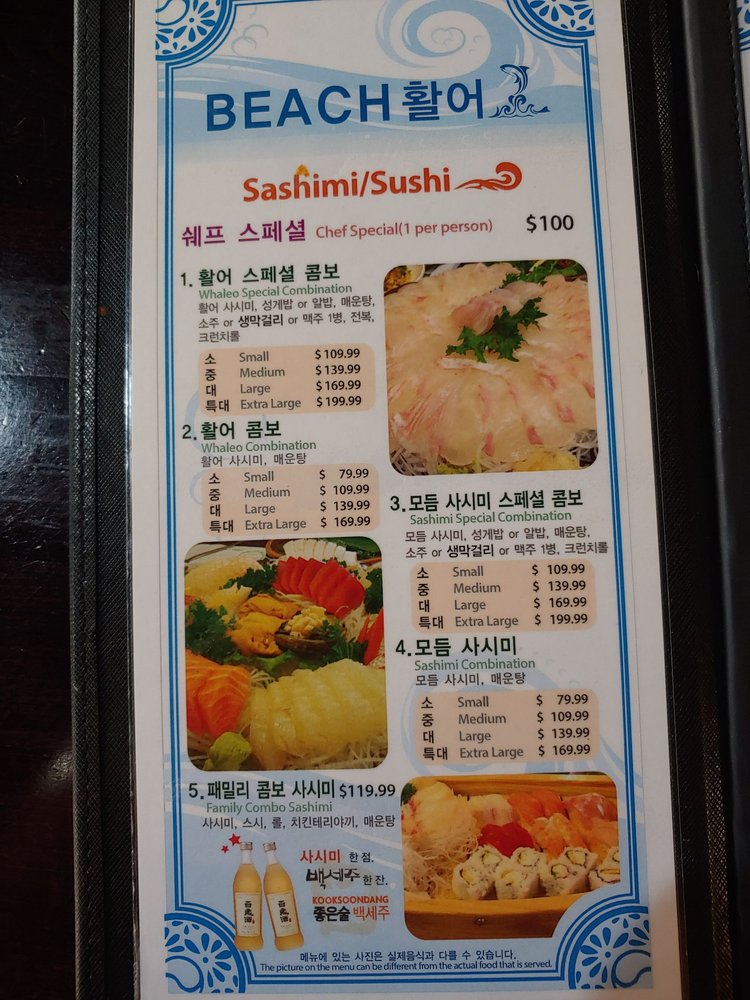 BEACH 활어
Sashimi/Sushi
쉐프 스페셜 Chef Special(1 per person) $100
1. 활어 스페셜 콤보
Whaleo Special Combination
활어 사시미, 성게밥 or 알밥, 매운탕,
소주 or 생막걸리 or 맥주 1병, 전복,
크런치롤
소 Small $109.99
중 Medium $139.99
대 Large $169.99
특대 Extra Large $199.99
2. 활어 콤보
Whaleo Combination
활어 사시미, 매운탕
소 Small $ 79.99
중 Medium $ 109.99
대 Large $ 139.99
특대 Extra Large $ 169.99
3. 모듬 사시미 스페셜 콤보
Sashimi Special Combination
모듬 사시미, 성게밥 or 알밥, 매운탕,
소주 or 생막걸리 or 맥주 1병, 크런치롤
소 Small $ 109.99
중 Medium $ 139.99
대 Large $ 169.99
특대 Extra Large $ 199.99
4. 모듬 사시미
Sashimi Combination
모듬 사시미, 매운탕
소 Small $ 79.99
중 Medium $ 109.99
대 Large $ 139.99
특대 Extra Large $ 169.99
5. 패밀리 콤보 사시미 $119.99
Family Combo Sashimi
사시미, 스시, 롤, 치킨테리야끼, 매운탕
사시미 한 점.
백세주 한 잔.
KOOKSOONDANG
좋은술 백세주
메뉴에 있는 사진은 실제음식과 다를 수 있습니다.
The picture on the menu can be different from the actual food that is served.